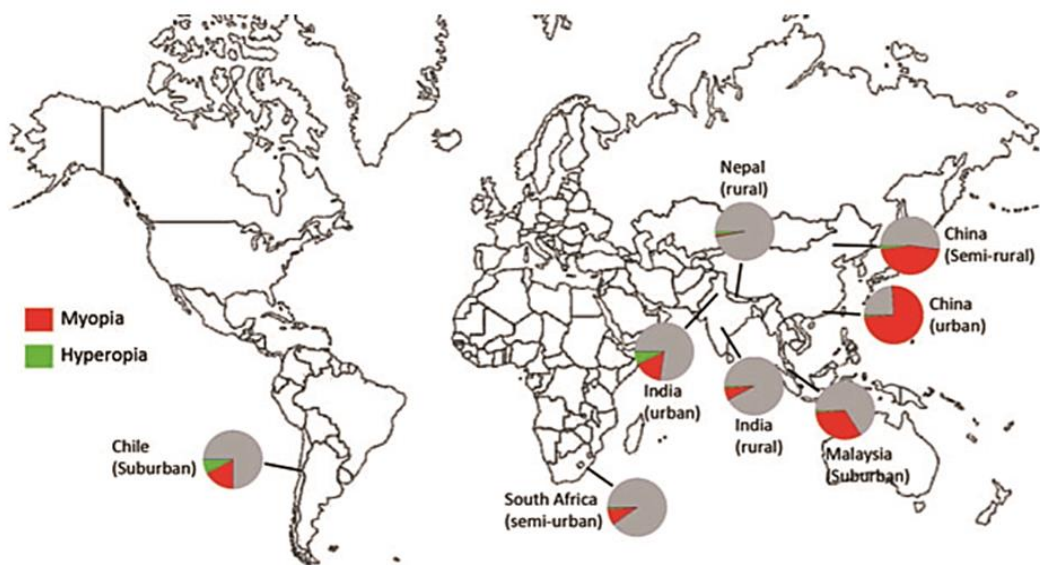 Nepal
(rural)
China
(Semi-rural)
China
(urban)
Myopia
Hyperopia
India
(urban)
India
(rural)
Malaysia
(Suburban)
Chile
(Suburban)
South Africa
(semi-urban)